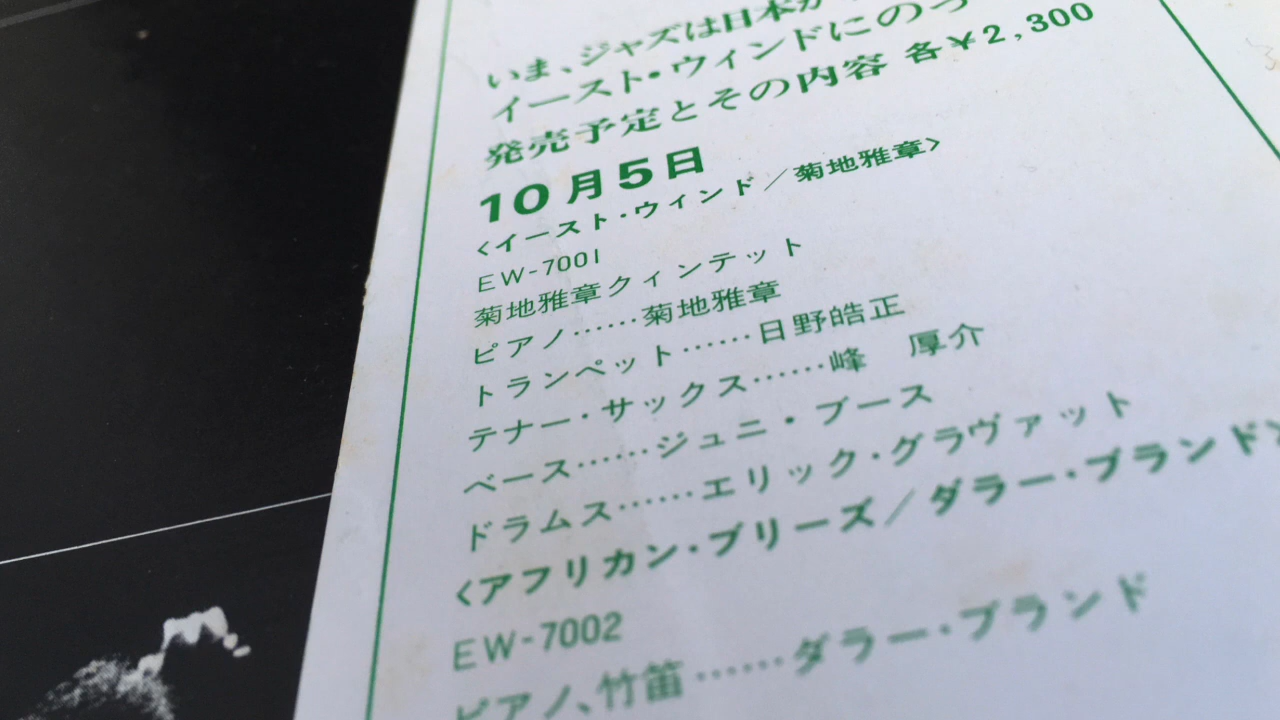 いま、ジャズは日本か
イースト・ウィンドにのっ
発売予定とその内容 各￥2,300
10月5日
〈イースト・ウィンド／菊地雅章〉
EW-7001
菊地雅章クィンテット
ピアノ……菊地雅章
トランペット……日野皓正
テナー・サックス……峰 厚介
ベース……ジュニ・ブース
ドラムス……エリック・グラヴァット
〈アフリカン・ブリーズ／ダラー・ブランド〉
EW-7002
ピアノ、竹笛……ダラー・ブランド